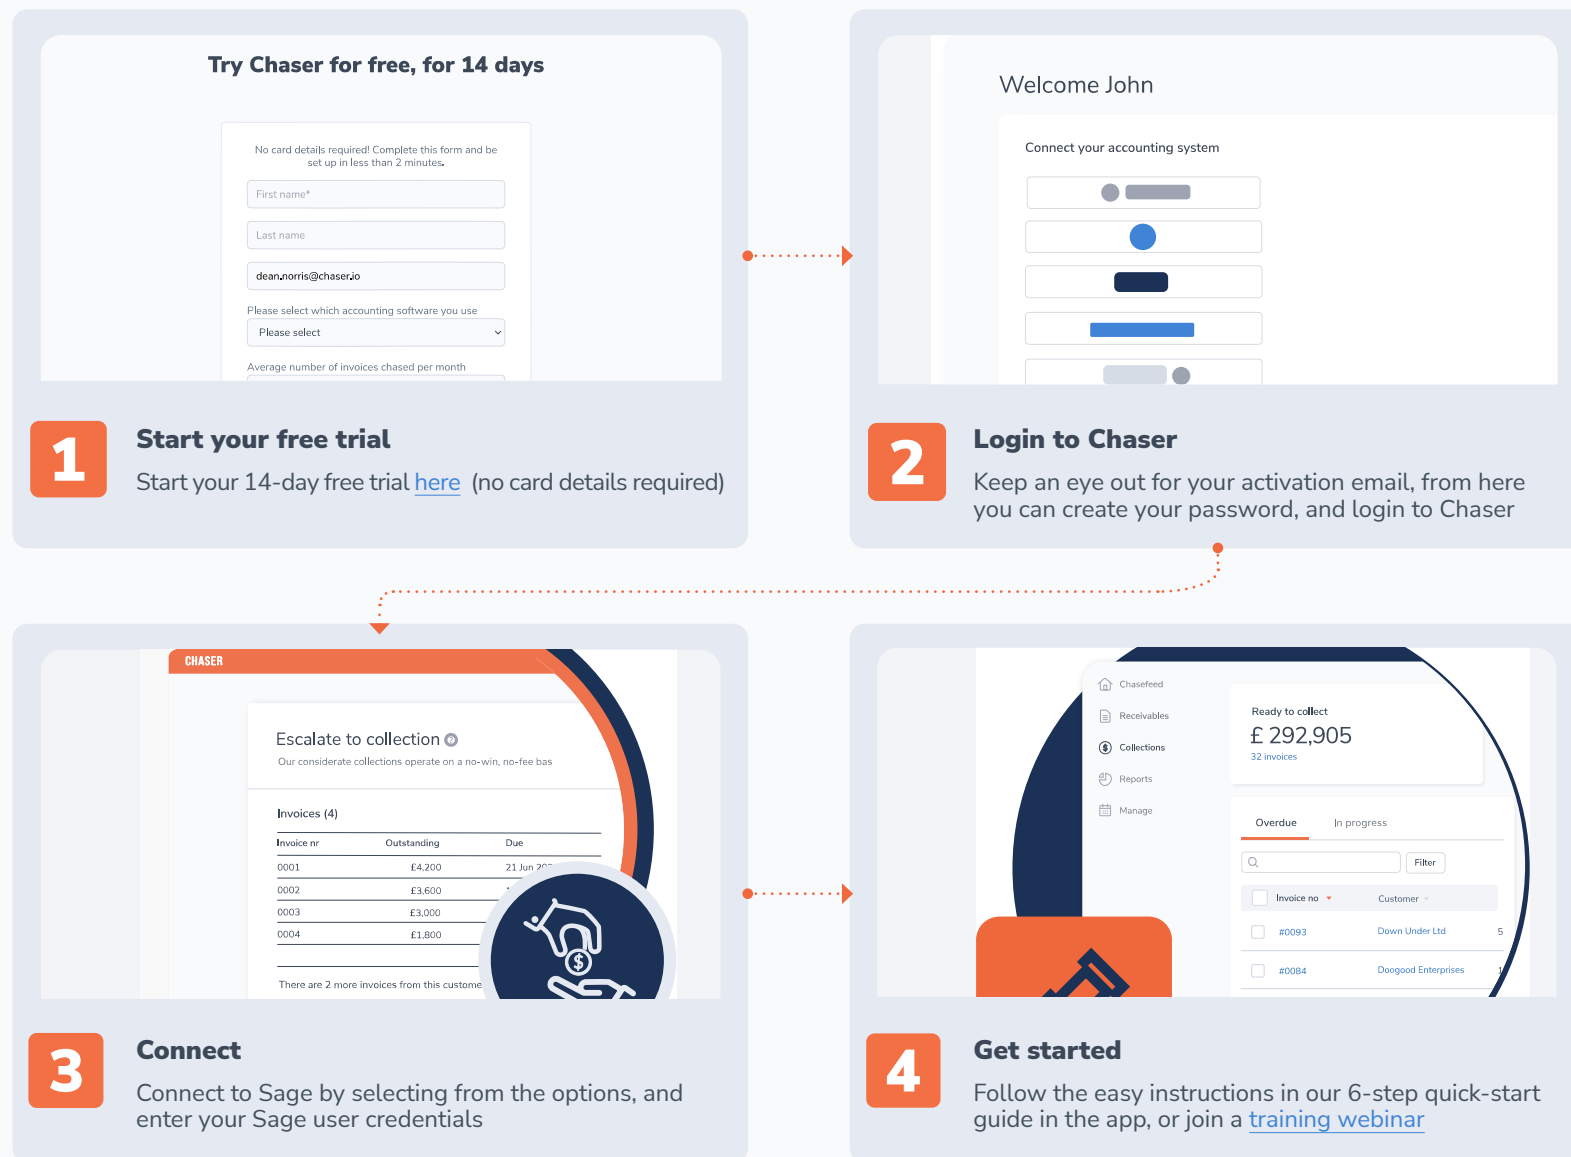 Try Chaser for free, for 14 days
No card details required! Complete this form and be
set up in less than 2 minutes.
First name*
Last name
dean.norris@chaser.io
Please select which accounting software you use
Please select
Average number of invoices chased per month
1
Start your free trial
Start your 14-day free trial here (no card details required)
Welcome John
Connect your accounting system
2
Login to Chaser
Keep an eye out for your activation email, from here
you can create your password, and login to Chaser
CHASER
Escalate to collection ?
Our considerate collections operate on a no-win, no-fee bas
Invoices (4)
Invoice nr Outstanding Due
0001 £4,200 21 Jun
0002 £3,600
0003 £3,000
0004 £1,800
There are 2 more invoices from this custome
$
3
Connect
Connect to Sage by selecting from the options, and
enter your Sage user credentials
Chasefeed
Receivables
$ Collections
Reports
Manage
Ready to collect
£ 292,905
32 invoices
Overdue In progress
Filter
Invoice no Customer
#0093 Down Under Ltd 5
#0084 Doogood Enterprises 1
4
Get started
Follow the easy instructions in our 6-step quick-start
guide in the app, or join a training webinar